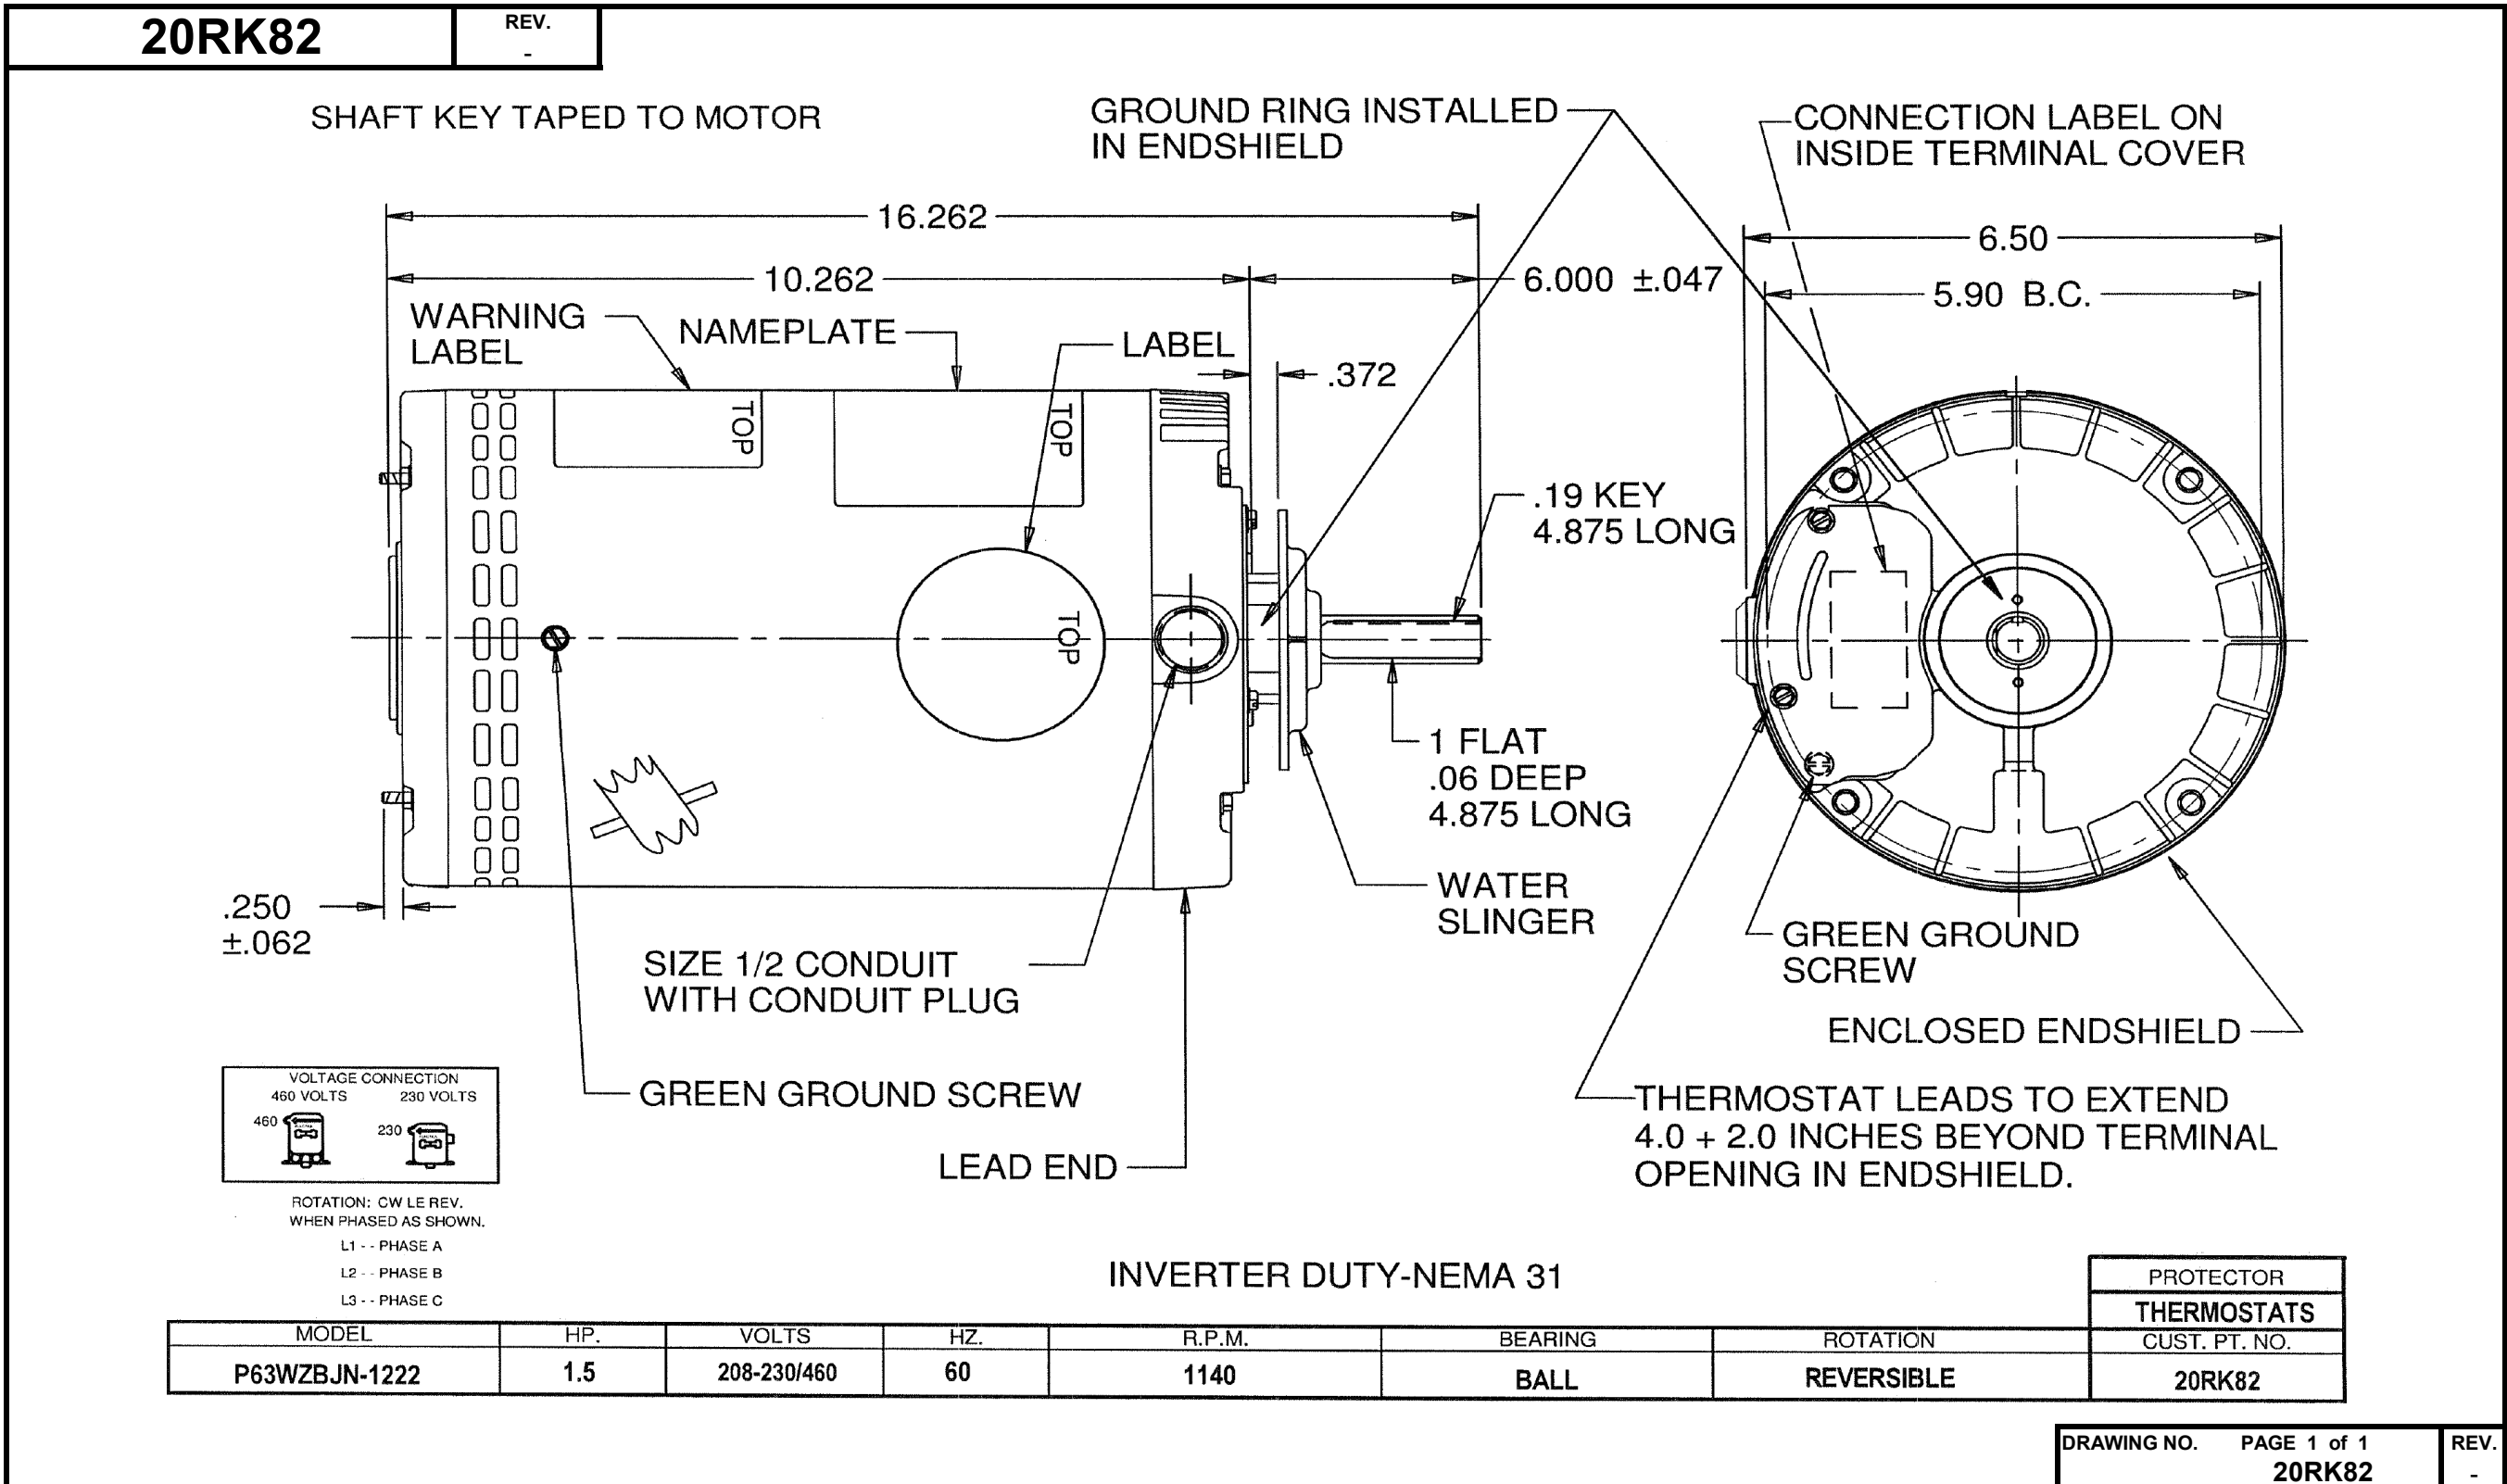 20RK82
REV.
-
SHAFT KEY TAPED TO MOTOR
GROUND RING INSTALLED
IN ENDSHIELD
CONNECTION LABEL ON
INSIDE TERMINAL COVER
16.262
6.50
10.262
6.000 ±.047
5.90 B.C.
WARNING
LABEL
NAMEPLATE
LABEL
.372
TOP
TOP
TOP
.19 KEY
4.875 LONG
1 FLAT
.06 DEEP
4.875 LONG
WATER
SLINGER
.250
±.062
SIZE 1/2 CONDUIT
WITH CONDUIT PLUG
GREEN GROUND
SCREW
ENCLOSED ENDSHIELD
GREEN GROUND SCREW
THERMOSTAT LEADS TO EXTEND
4.0 + 2.0 INCHES BEYOND TERMINAL
OPENING IN ENDSHIELD.
LEAD END
VOLTAGE CONNECTION
460 VOLTS 230 VOLTS
460
230
ROTATION: CW LE REV.
WHEN PHASED AS SHOWN.
L1 - - PHASE A
L2 - - PHASE B
L3 - - PHASE C
INVERTER DUTY-NEMA 31
PROTECTOR
THERMOSTATS
MODEL HP. VOLTS HZ. R.P.M. BEARING ROTATION CUST. PT. NO.
P63WZBJN-1222 1.5 208-230/460 60 1140 BALL REVERSIBLE 20RK82
DRAWING NO. PAGE 1 of 1 REV.
20RK82 -